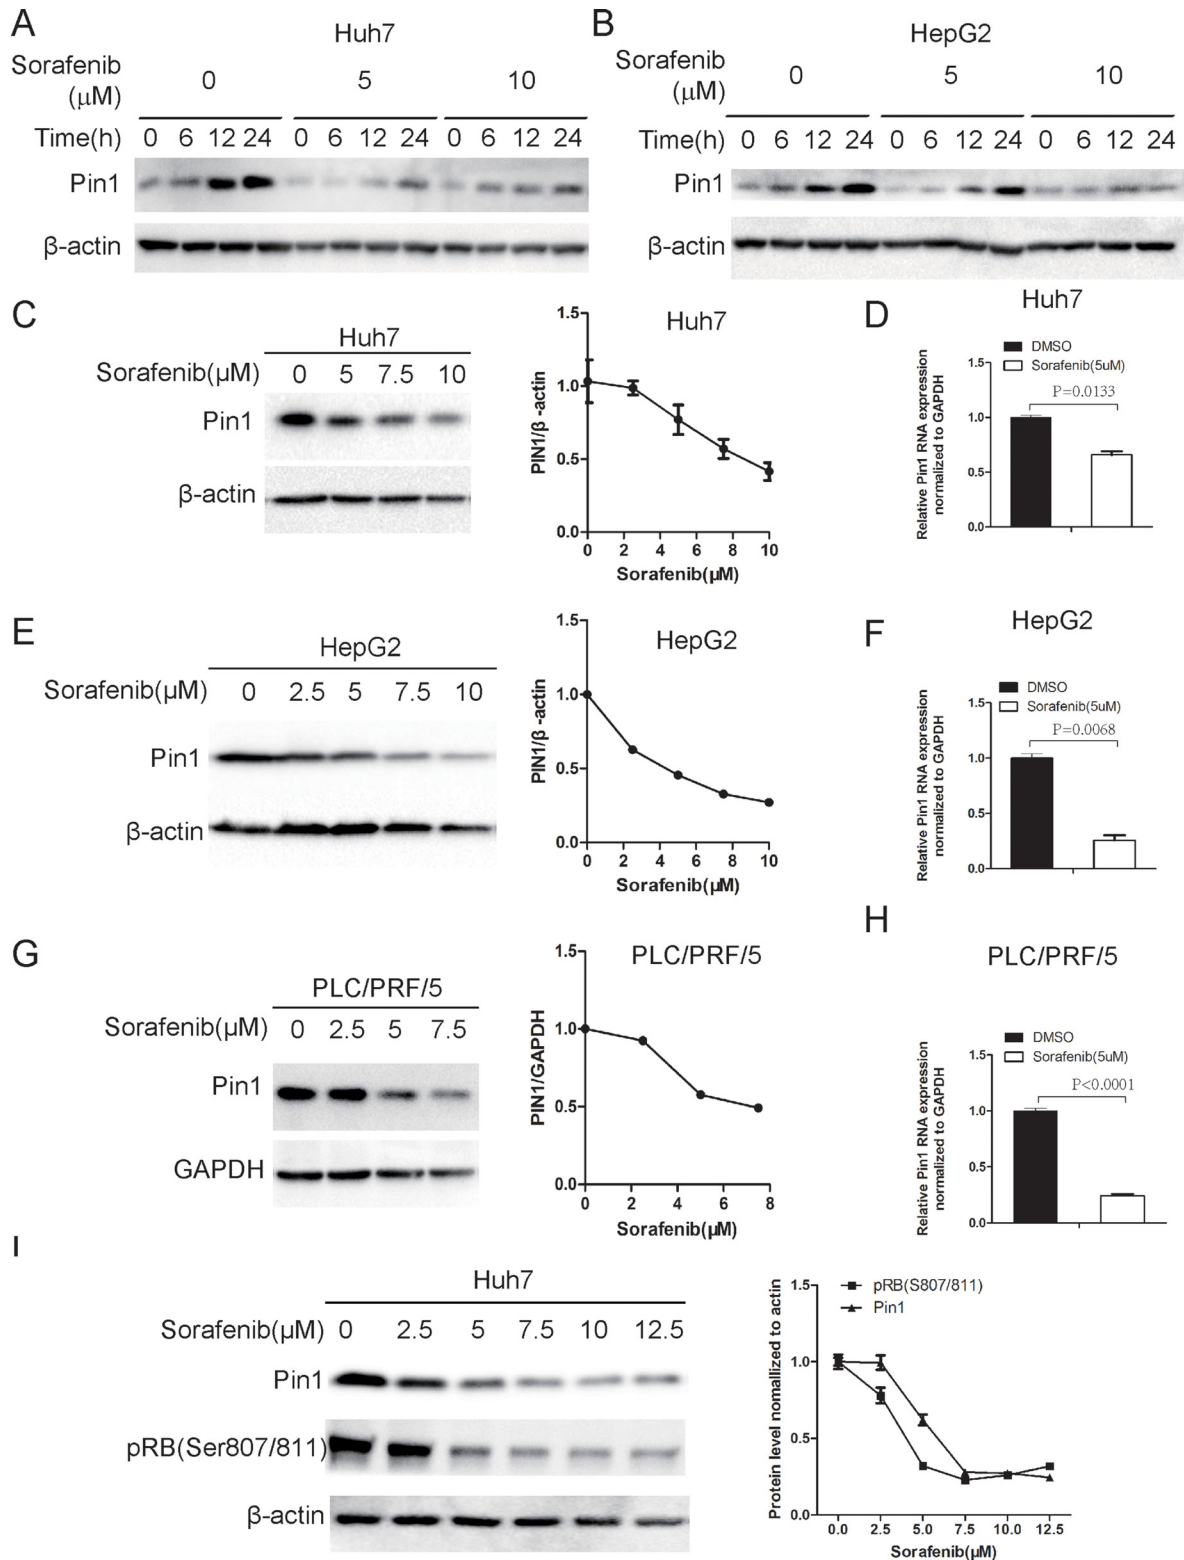 A
Huh7
Sorafenib
(μM)
0 5 10
Time(h) 0 6 12 24 0 6 12 24 0 6 12 24
Pin1
β-actin
B
HepG2
Sorafenib
(μM)
0 5 10
Time(h) 0 6 12 24 0 6 12 24 0 6 12 24
Pin1
β-actin
C
Huh7
Sorafenib(μM) 0 5 7.5 10
Pin1
β-actin
Huh7
PIN1/β -actin
1.5
1.0
0.5
0.0
0 2 4 6 8 10
Sorafenib(μM)
D
Huh7
DMSO
Sorafenib(5uM)
P=0.0133
Relative Pin1 RNA expression
normalized to GAPDH
1.5
1.0
0.5
0.0
E
HepG2
Sorafenib(μM) 0 2.5 5 7.5 10
Pin1
β-actin
HepG2
PIN1/β -actin
1.5
1.0
0.5
0.0
0 2 4 6 8 10
Sorafenib(μM)
F
HepG2
DMSO
Sorafenib(5uM)
P=0.0068
Relative Pin1 RNA expression
normalized to GAPDH
1.5
1.0
0.5
0.0
G
PLC/PRF/5
Sorafenib(μM) 0 2.5 5 7.5
Pin1
GAPDH
PLC/PRF/5
PIN1/GAPDH
1.5
1.0
0.5
0.0
0 2 4 6 8
Sorafenib(μM)
H
PLC/PRF/5
DMSO
Sorafenib(5uM)
P<0.0001
Relative Pin1 RNA expression
normalized to GAPDH
1.5
1.0
0.5
0.0
I
Huh7
Sorafenib(μM) 0 2.5 5 7.5 10 12.5
Pin1
pRB(Ser807/811)
β-actin
pRB(S807/811)
Pin1
Protein level nomallized to actin
1.5
1.0
0.5
0.0
0.0 2.5 5.0 7.5 10.0 12.5
Sorafenib(μM)